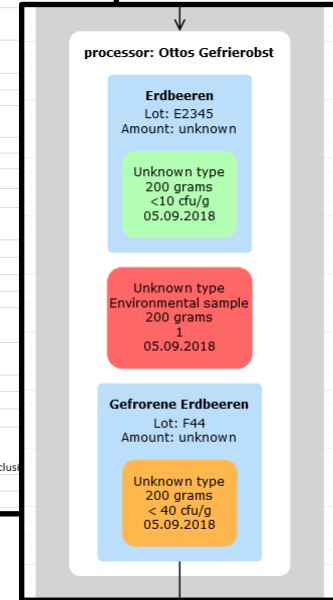 processor: Ottos Gefrierobst
Erdbeeren
Lot: E2345
Amount: unknown
Unknown type
200 grams
<10 cfu/g
05.09.2018
Unknown type
Environmental sample
200 grams
1
05.09.2018
Gefrorene Erdbeeren
Lot: F44
Amount: unknown
Unknown type
200 grams
< 40 cfu/g
05.09.2018